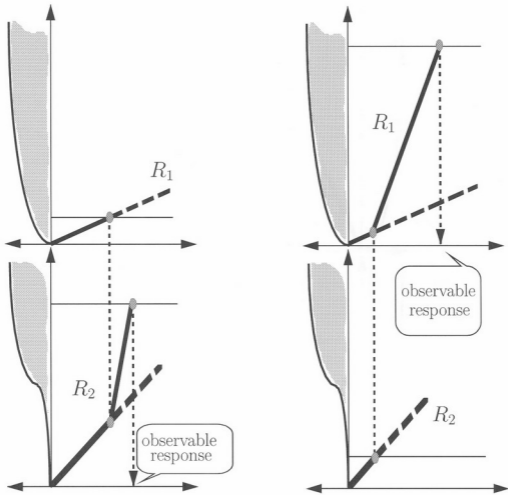 R₁
R₁
observable
response
R₂
observable
response
R₂